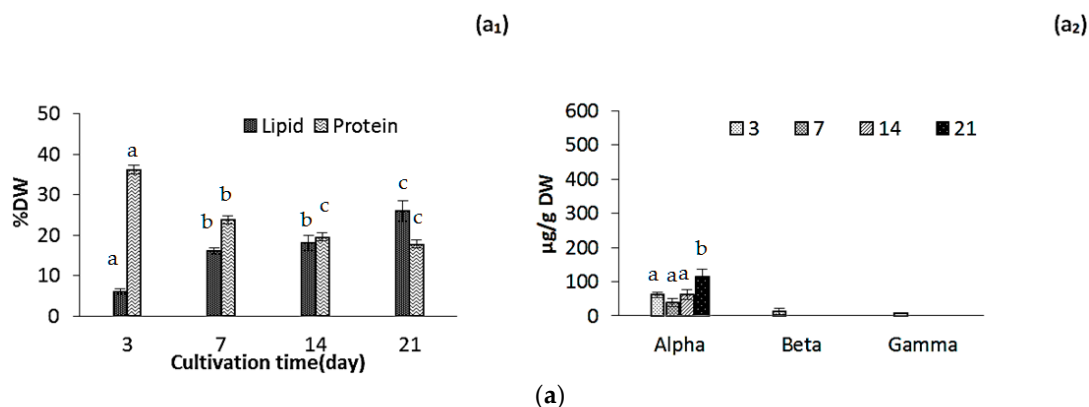 (a₁)
(a₂)
50
40
30
20
10
0
%DW
Lipid Protein
a
a
b
b
b
c
c
c
3 7 14 21
Cultivation time(day)
600
500
400
300
200
100
0
µg/g DW
3 7 14 21
a a a b
Alpha Beta Gamma
(a)